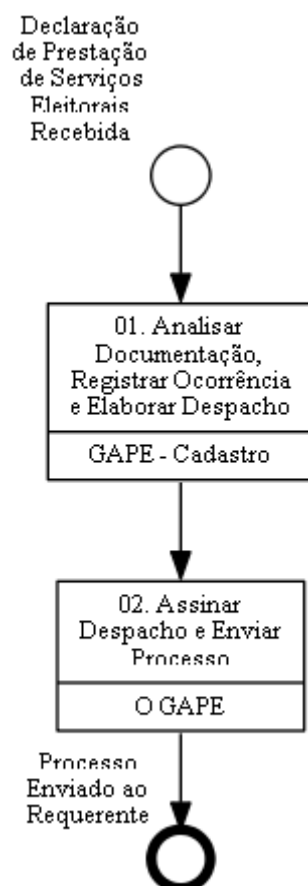 Declaração
de Prestação
de Serviços
Eleitorais
Recebida
01. Analisar
Documentação,
Registrar Ocorrência
e Elaborar Despacho
GAPE - Cadastro
02. Assinar
Despacho e Enviar
Processo
O GAPE
Processo
Enviado ao
Requerente